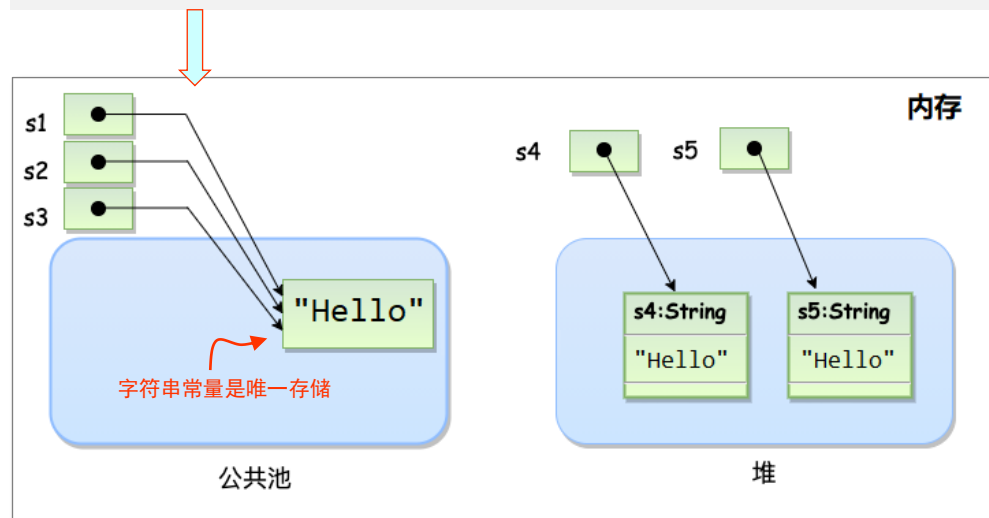 内存
s1
s2
s3
s4
s5
"Hello"
字符串常量是唯一存储
s4:String
"Hello"
s5:String
"Hello"
公共池
堆